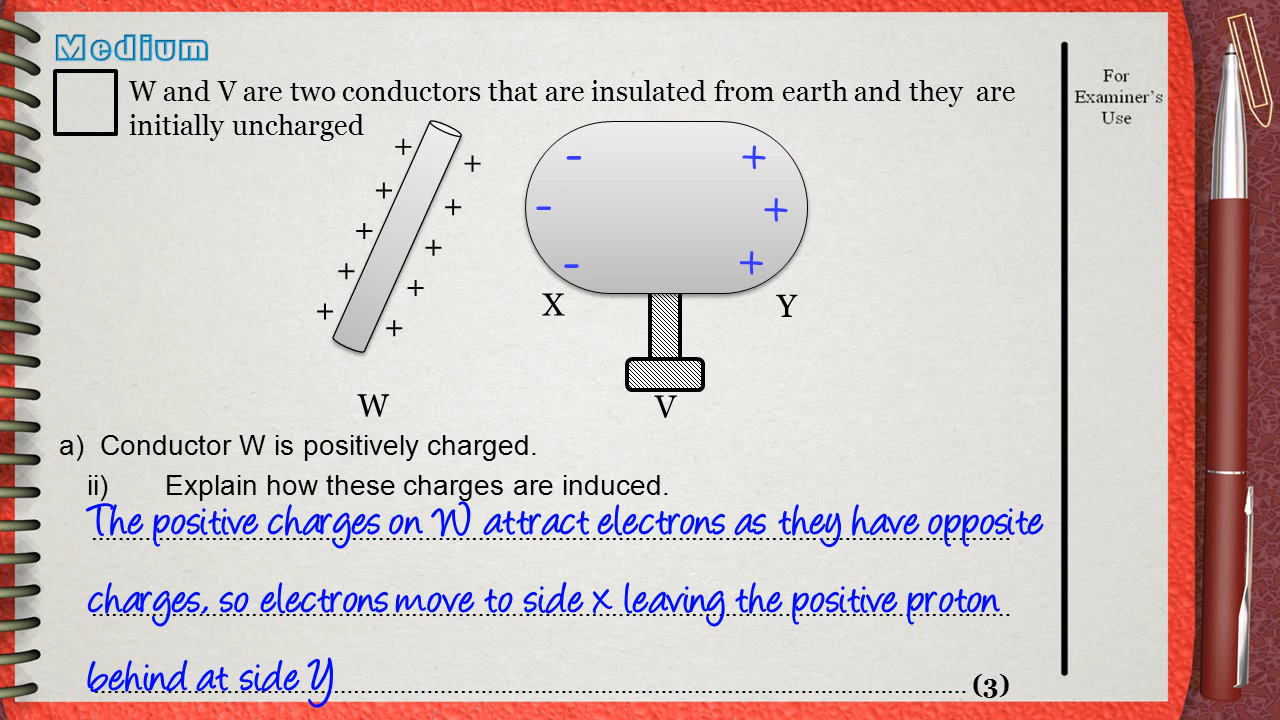 Medium
W and V are two conductors that are insulated from earth and they are
initially uncharged
For
Examiner's
Use
+ + + + + + + + + +
- - - + + +
X
Y
W
V
a) Conductor W is positively charged.
ii) Explain how these charges are induced.
The positive charges on W attract electrons as they have opposite
charges, so electrons move to side x leaving the positive proton
behind at side Y
(3)